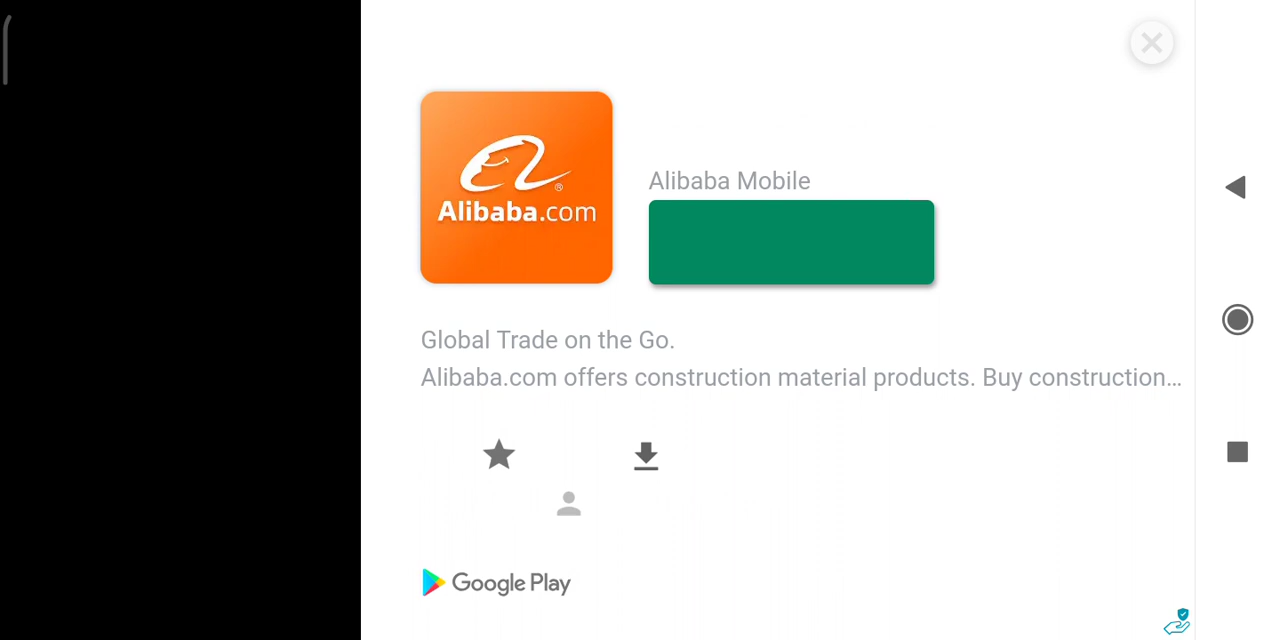 Alibaba.com
Alibaba Mobile
Global Trade on the Go.
Alibaba.com offers construction material products. Buy construction...
Google Play